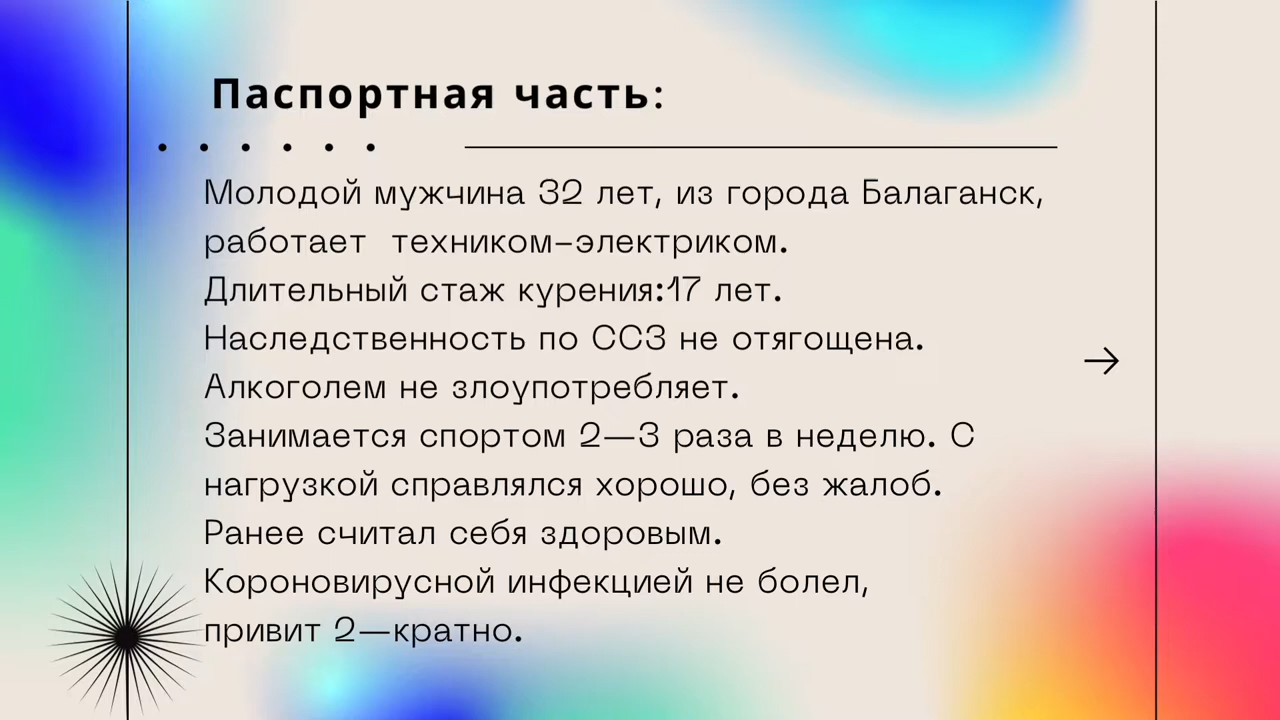 Паспортная часть:
Молодой мужчина 32 лет, из города Балаганск,
работает техником-электриком.
Длительный стаж курения:17 лет.
Наследственность по ССЗ не отягощена.
Алкоголем не злоупотребляет.
Занимается спортом 2—3 раза в неделю. С
нагрузкой справлялся хорошо, без жалоб.
Ранее считал себя здоровым.
Короновирусной инфекцией не болел,
привит 2—кратно.